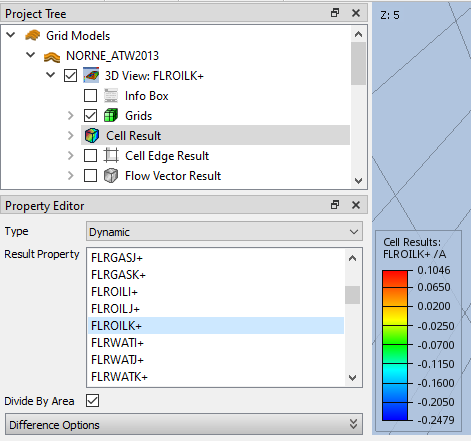 Project Tree
Grid Models
NORNE_ATW2013
3D View: FLROILK+
Info Box
Grids
Cell Result
Cell Edge Result
Flow Vector Result
Property Editor
Type Dynamic
Result Property
FLRGASJ+
FLRGASK+
FLROILI+
FLROILJ+
FLROILK+
FLRWATI+
FLRWATJ+
FLRWATK+
Divide By Area
Difference Options
Z: 5
Cell Results:
FLROILK+ /A
0.1046
0.0650
0.0200
-0.0250
-0.0700
-0.1150
-0.1600
-0.2050
-0.2479